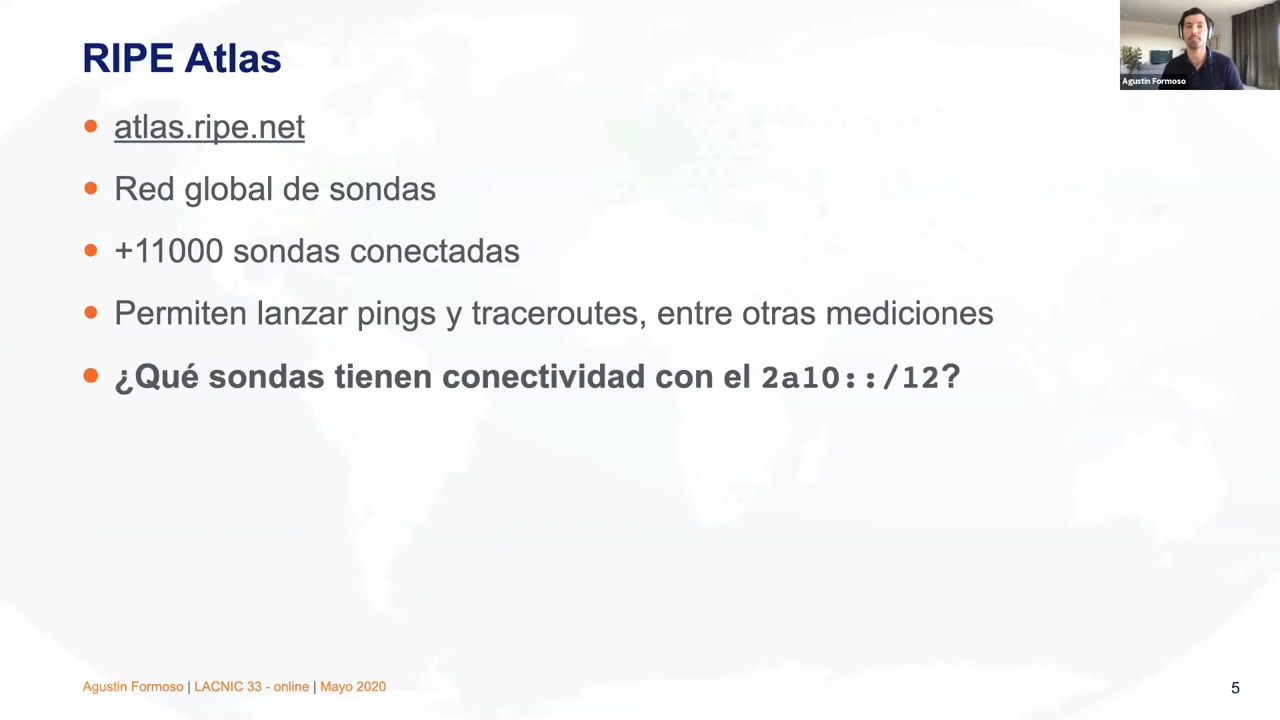 RIPE Atlas
atlas.ripe.net
Red global de sondas
+11000 sondas conectadas
Permiten lanzar pings y traceroutes, entre otras mediciones
¿Qué sondas tienen conectividad con el 2a10::/12?
Agustin Formoso
Agustin Formoso | LACNIC 33 - online | Mayo 2020
5